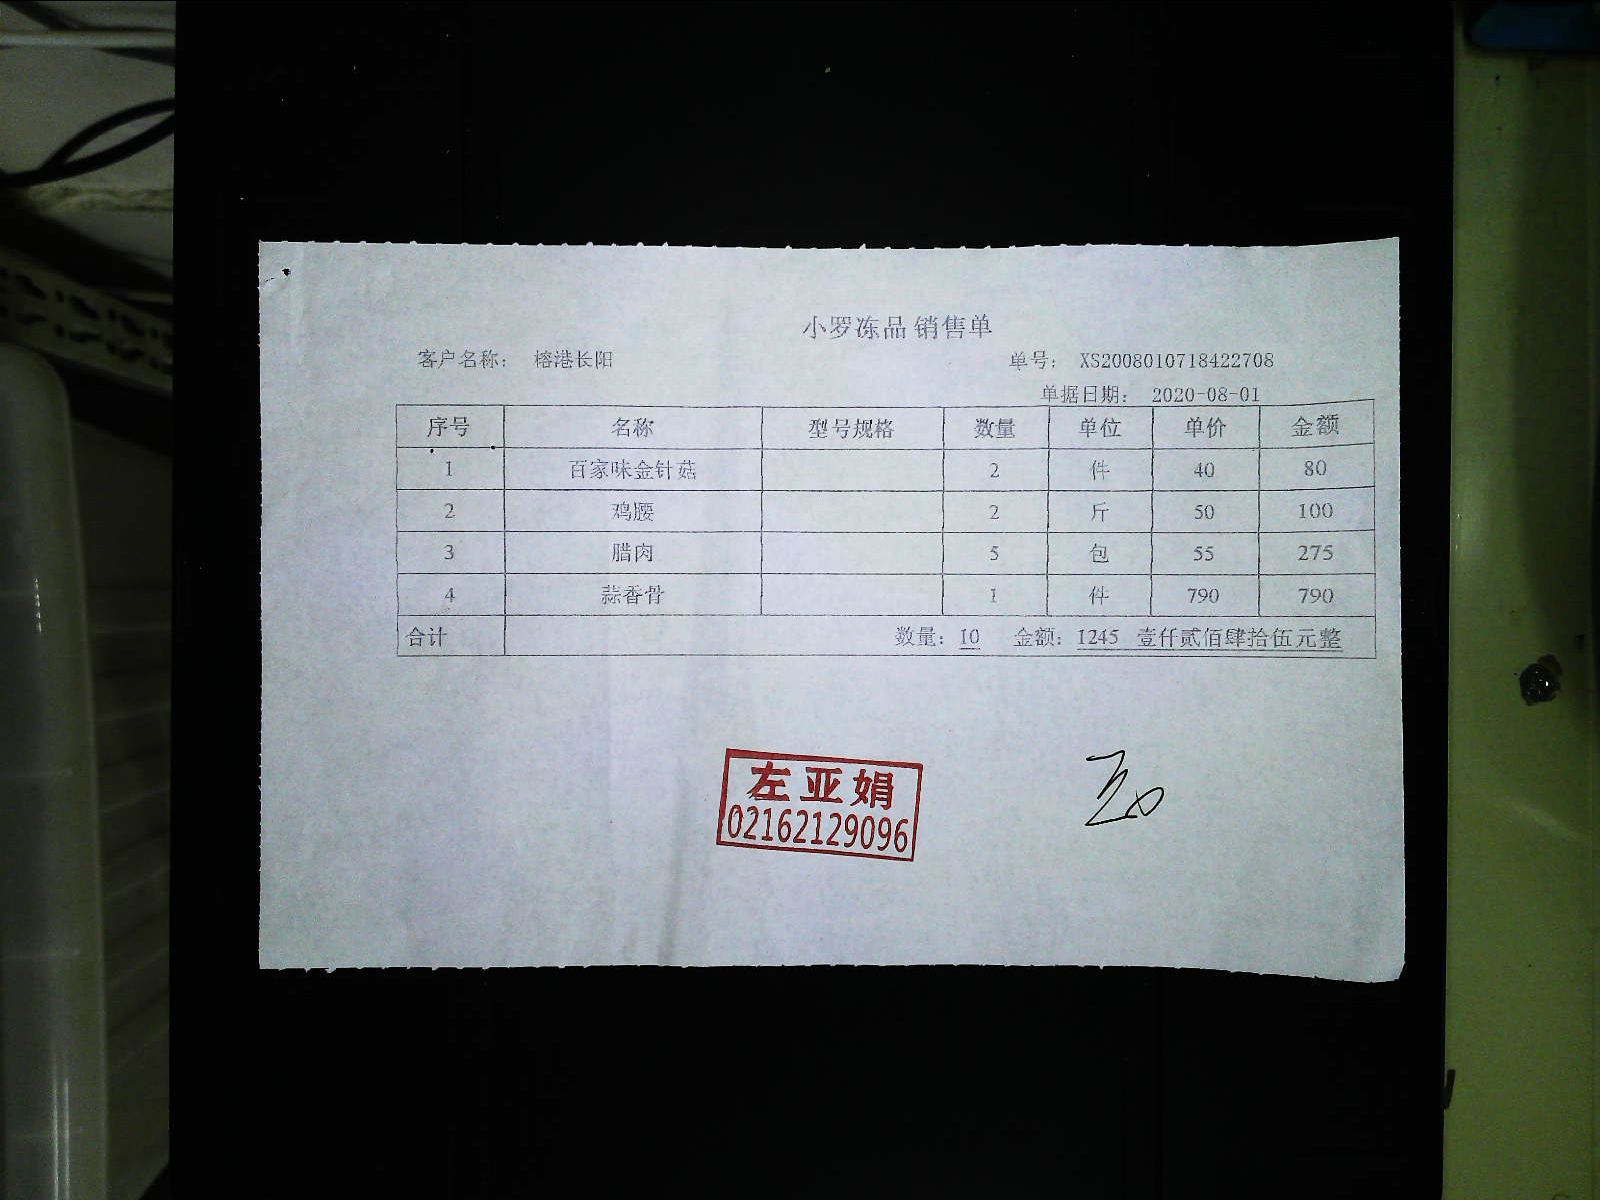 小罗冻品 销售单
客户名称： 榕港长阳 单号： XS2008010718422708
单据日期： 2020-08-01
序号 名称 型号规格 数量 单位 单价 金额
1 百家味金针菇 2 件 40 80
2 鸡腰 2 斤 50 100
3 腊肉 5 包 55 275
4 蒜香骨 1 件 790 790
合计 数量：10 金额：1245 壹仟贰佰肆拾伍元整
左亚娟
02162129096